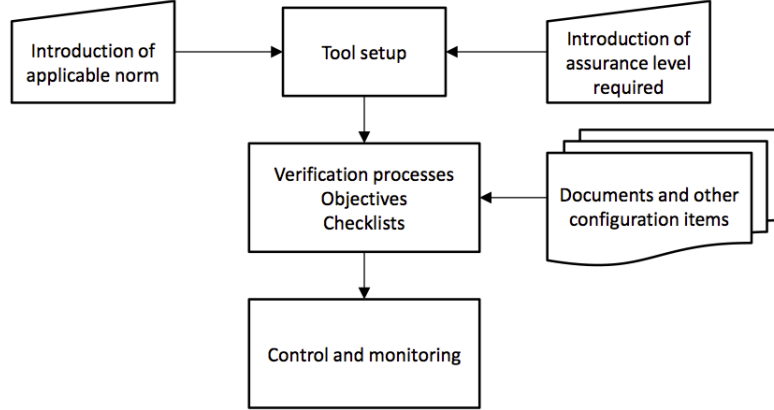 Introduction of
applicable norm
Tool setup
Introduction of
assurance level
required
Verification processes
Objectives
Checklists
Documents and other
configuration items
Control and monitoring